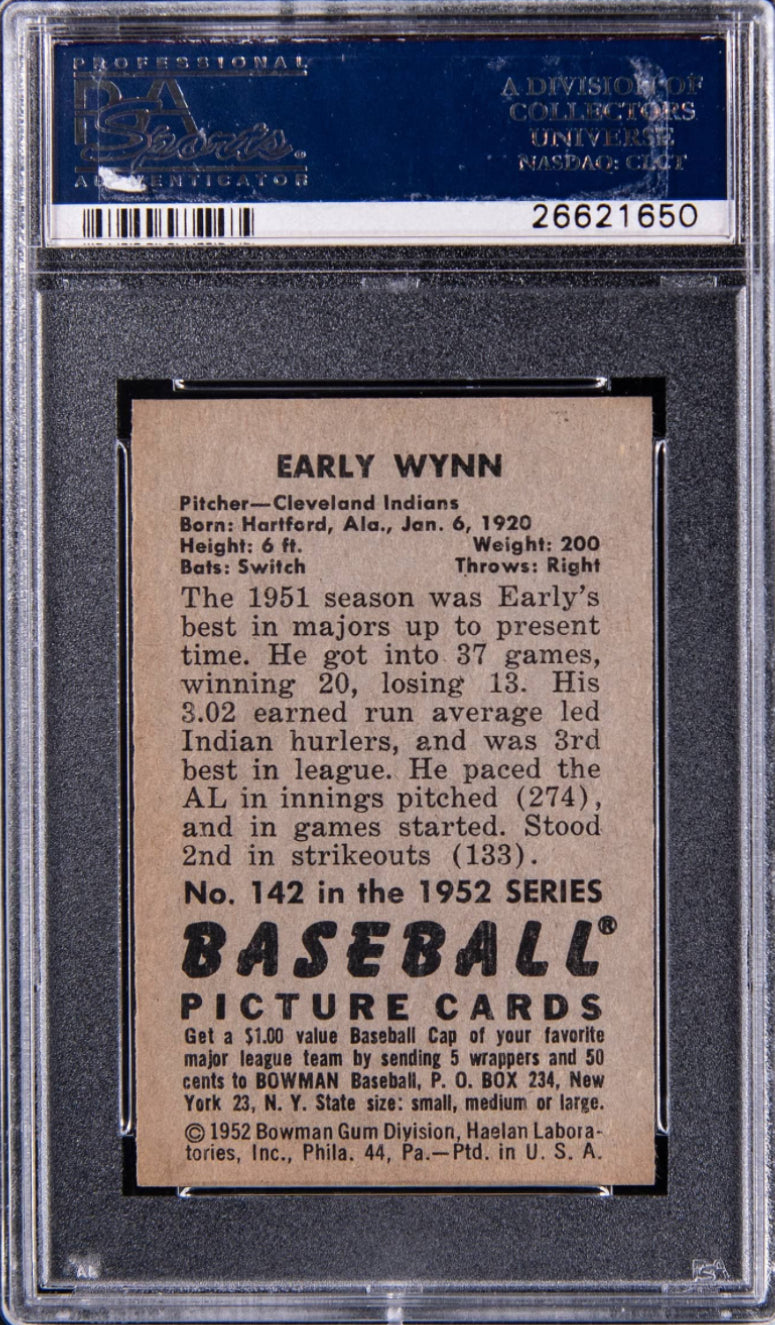 PROFESSIONAL
PSA
Sports
AUTHENTICATOR
A DIVISION OF
COLLECTORS
UNIVERSE
NASDAQ: CLCT
26621650
EARLY WYNN
Pitcher—Cleveland Indians
Born: Hartford, Ala., Jan. 6, 1920
Height: 6 ft. Weight: 200
Bats: Switch Throws: Right
The 1951 season was Early's
best in majors up to present
time. He got into 37 games,
winning 20, losing 13. His
3.02 earned run average led
Indian hurlers, and was 3rd
best in league. He paced the
AL in innings pitched (274),
and in games started. Stood
2nd in strikeouts (133).
No. 142 in the 1952 SERIES
BASEBALL®
PICTURE CARDS
Get a $1.00 value Baseball Cap of your favorite
major league team by sending 5 wrappers and 50
cents to BOWMAN Baseball, P. O. BOX 234, New
York 23, N. Y. State size: small, medium or large.
© 1952 Bowman Gum Division, Haelan Labora-
tories, Inc., Phila. 44, Pa.—Ptd. in U. S. A.